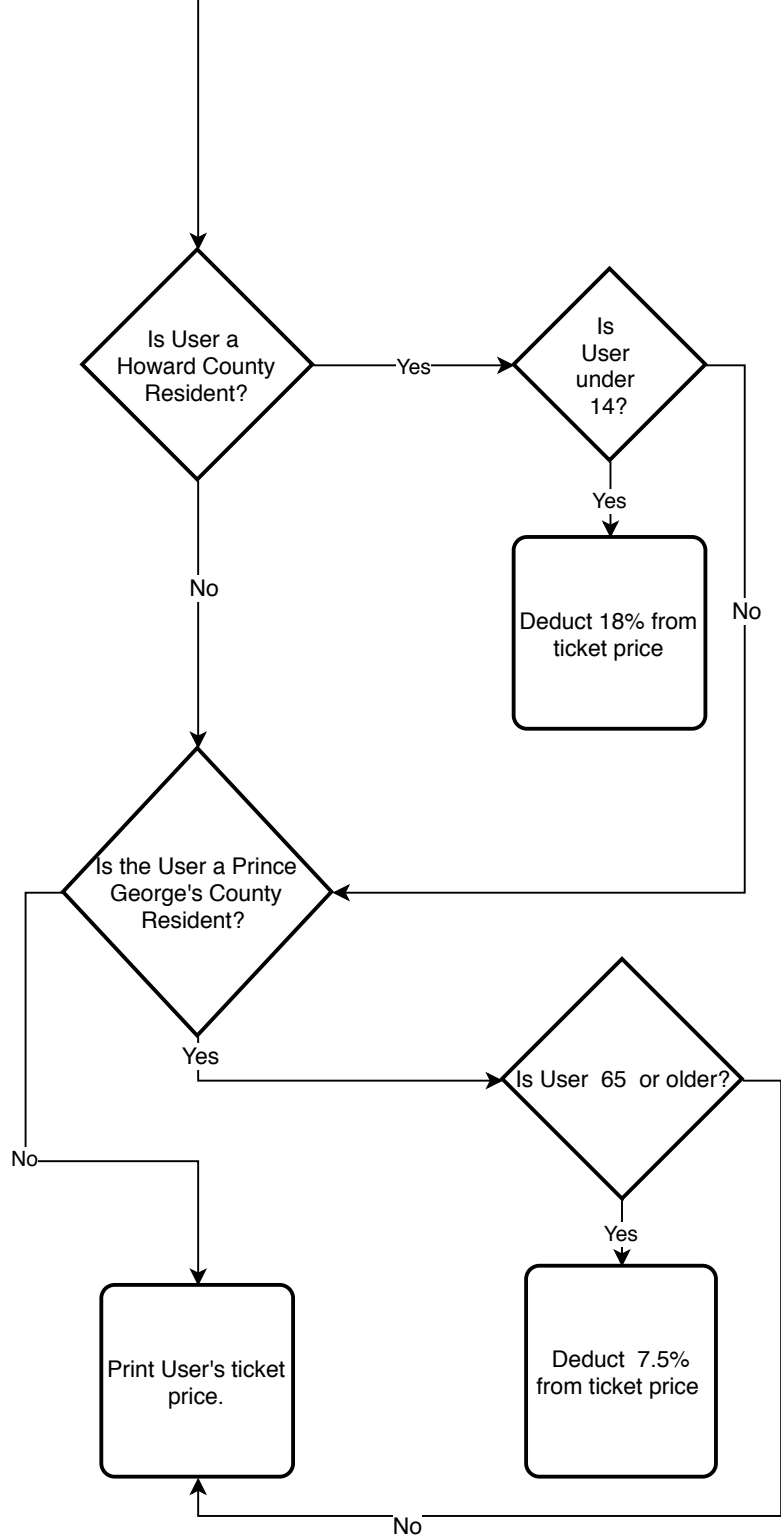 Is User a
Howard County
Resident?
Yes
Is
User
under
14?
Yes
Deduct 18% from
ticket price
No
No
Is the User a Prince
George's County
Resident?
Yes
Is User 65 or older?
No
Yes
Print User's ticket
price.
Deduct 7.5%
from ticket price
No